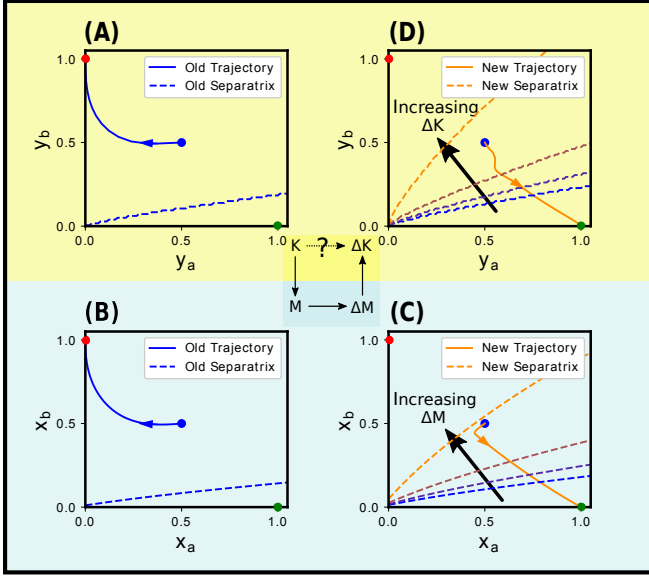 (A)
1.0
0.5
0.0
y_b
Old Trajectory
Old Separatrix
0.0
0.5
1.0
y_a
(D)
1.0
0.5
0.0
y_b
New Trajectory
New Separatrix
Increasing
ΔK
0.0
0.5
1.0
y_a
K
?
ΔK
M
ΔM
(B)
1.0
0.5
0.0
x_b
Old Trajectory
Old Separatrix
0.0
0.5
1.0
x_a
(C)
1.0
0.5
0.0
x_b
New Trajectory
New Separatrix
Increasing
ΔM
0.0
0.5
1.0
x_a